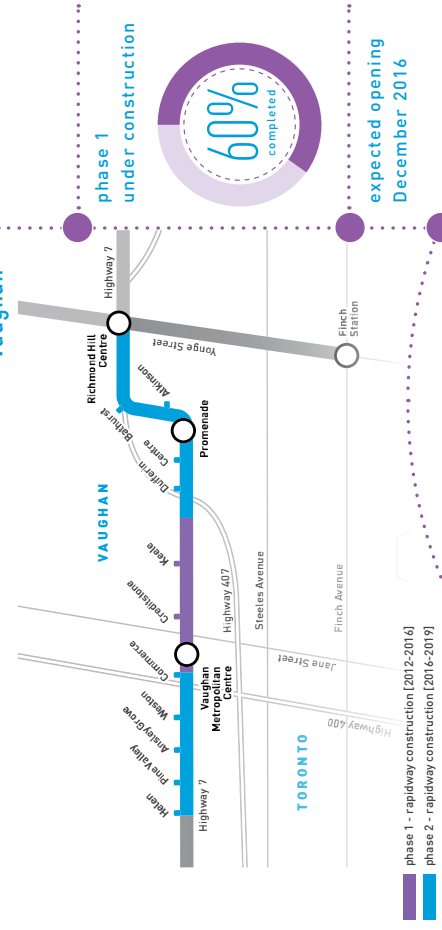 Vaughan
VAUGHAN
TORONTO
Helen
Pine Valley
Ansley Grove
Weston
Commerce
Creditstone
Keele
Dufferin
Centre
Bathurst
Atkinson
Highway 7
Vaughan
Metropolitan
Centre
Promenade
Richmond Hill
Centre
Highway 7
Yonge Street
Finch
Station
Highway 407
Steeles Avenue
Finch Avenue
Jane Street
Highway 400
phase 1 - rapidway construction [2012-2016]
phase 2 - rapidway construction [2016-2019]
phase 1
under construction
60%
completed
expected opening
December 2016